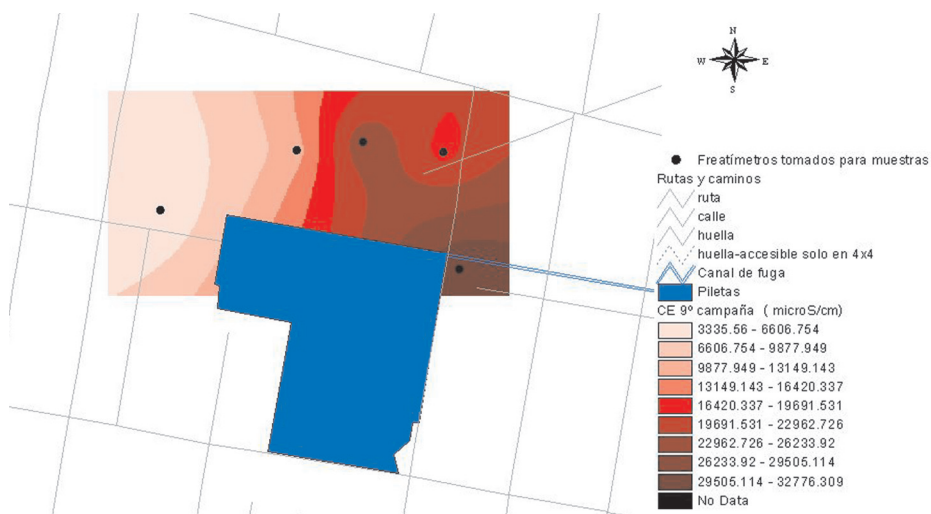 N
W E
S
Freatímetros tomados para muestras
Rutas y caminos
ruta
calle
huella
huella-accesible solo en 4x4
Canal de fuga
Piletas
CE 9º campaña ( microS/cm)
3335.56 - 6606.754
6606.754 - 9877.949
9877.949 - 13149.143
13149.143 - 16420.337
16420.337 - 19691.531
19691.531 - 22962.726
22962.726 - 26233.92
26233.92 - 29505.114
29505.114 - 32776.309
No Data